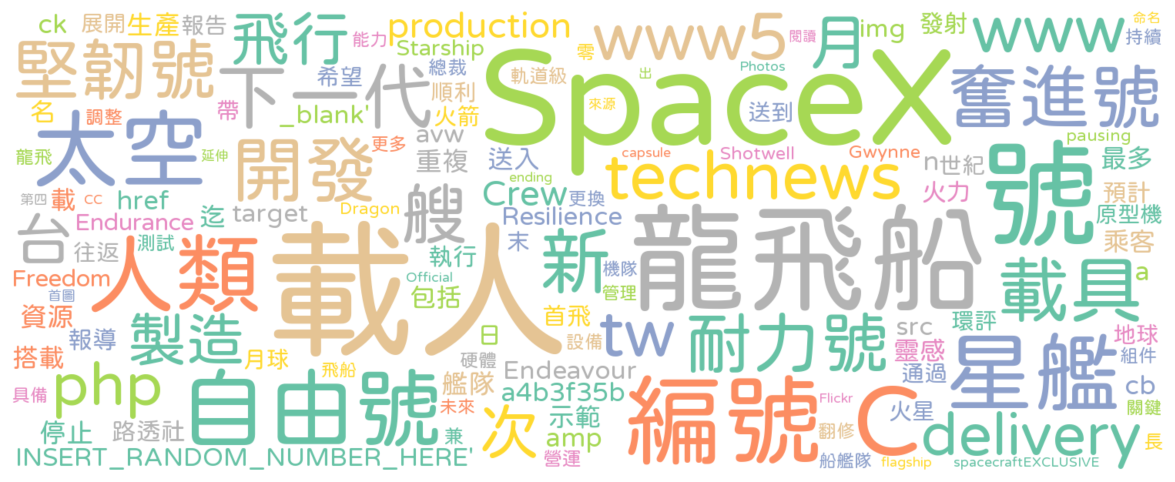 ck 展開 生產 報告 飛行 能力 production www5 閱讀 月 img 發射 www 命名 持續
堅韌號 下一代 Starship 總裁 希望 順利 _blank' 火箭 零 出 SpaceX Photos 奮進號
名 調整 帶 avw 更多 軌道級 來源 送到 pausing
龍飛 太空 延伸 開發 重複 送入 capsule Shotwell Gwynne n 世紀 最多
第四 載 CC href 迄 target Dragon 艘 ending Crew 更換 technews 火力 號 預計 原型機
台 Endurance 往返 測試 載人 執行 Resilience 末 新 龍飛船 乘客
Freedom 首圖 人類 Official 包括 機隊 管理 載具 a
資源 製造 日 首飛 設備 tw 耐力號 src 環評 地球
搭載 報導 月球 飛船 硬體 Endeavour 靈感 通過 星艦 組件
具備 php 自由號 艦隊 未來 a4b3f35b 編號 Flickr C 火星 cb 關鍵
停止 路透社 兼 次 示範 amp 翻修 delivery 長
INSERT_RANDOM_NUMBER_HERE' 營運 船艦隊 flagship spacecraftEXCLUSIVE